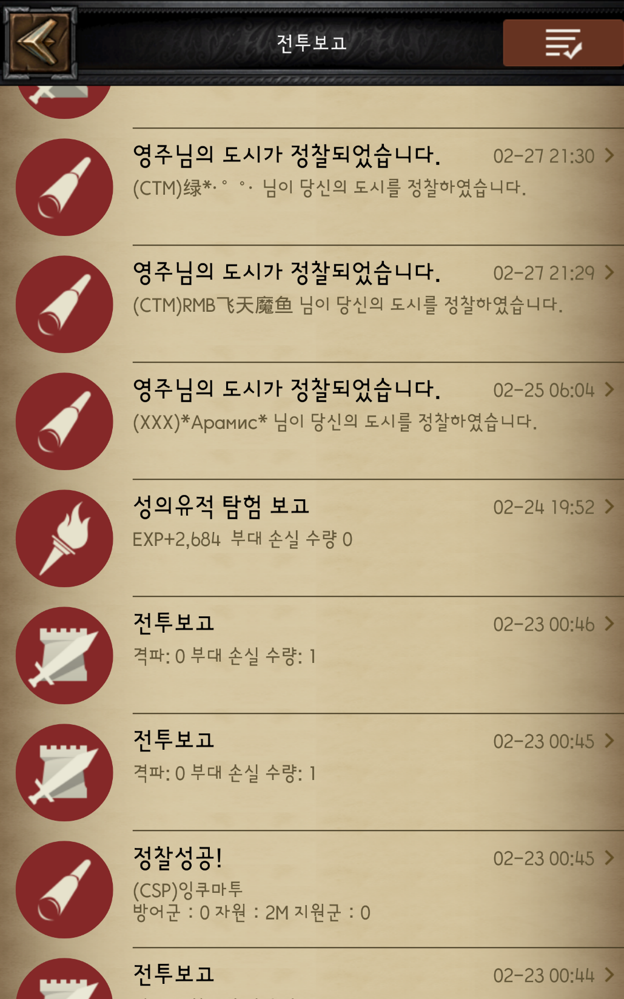 전투보고
영주님의 도시가 정찰되었습니다. 02-27 21:30
(CTM)绿*·˚ ˚· 님이 당신의 도시를 정찰하였습니다.
영주님의 도시가 정찰되었습니다. 02-27 21:29
(CTM)RMB飞天魔鱼 님이 당신의 도시를 정찰하였습니다.
영주님의 도시가 정찰되었습니다. 02-25 06:04
(XXX)*Арамис* 님이 당신의 도시를 정찰하였습니다.
성의유적 탐험 보고 02-24 19:52
EXP+2,684 부대 손실 수량 0
전투보고 02-23 00:46
격파: 0 부대 손실 수량: 1
전투보고 02-23 00:45
격파: 0 부대 손실 수량: 1
정찰성공! 02-23 00:45
(CSP)잉쿠마투
방어군 : 0 자원 : 2M 지원군 : 0
전투보고 02-23 00:44